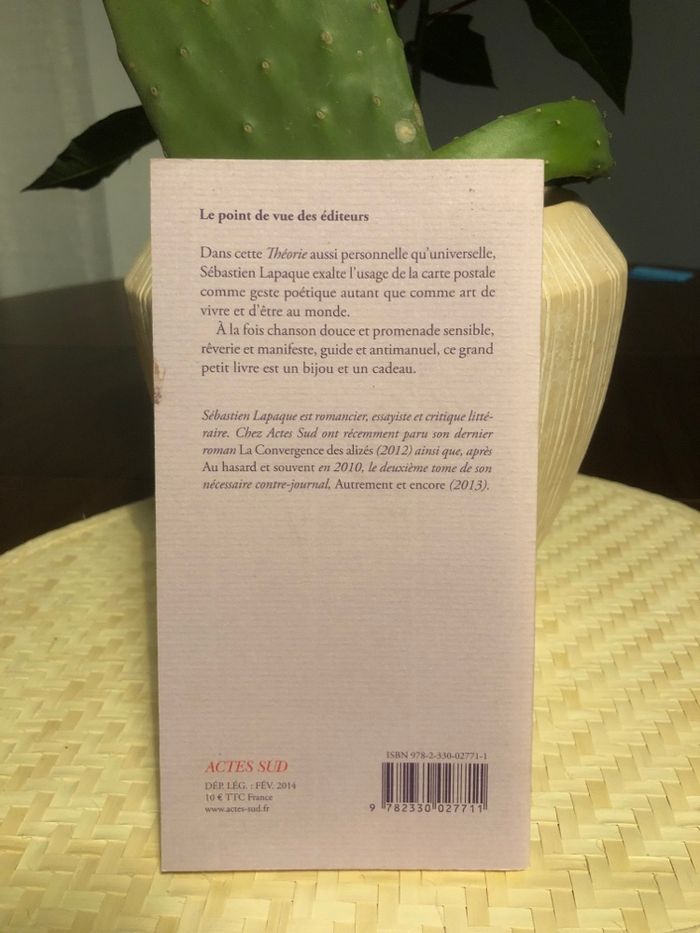 Le point de vue des éditeurs
Dans cette Théorie aussi personnelle qu'universelle,
Sébastien Lapaque exalte l'usage de la carte postale
comme geste poétique autant que comme art de
vivre et d'être au monde.
À la fois chanson douce et promenade sensible,
rêverie et manifeste, guide et antimanuel, ce grand
petit livre est un bijou et un cadeau.
Sébastien Lapaque est romancier, essayiste et critique litté-
raire. Chez Actes Sud ont récemment paru son dernier
roman La Convergence des alizés (2012) ainsi que, après
Au hasard et souvent en 2010, le deuxième tome de son
nécessaire contre-journal, Autrement et encore (2013).
ACTES SUD
DÉP. LÉG. : FÉV. 2014
10 € TTC France
www.actes-sud.fr
ISBN 978-2-330-02771-1
9 782330 027711